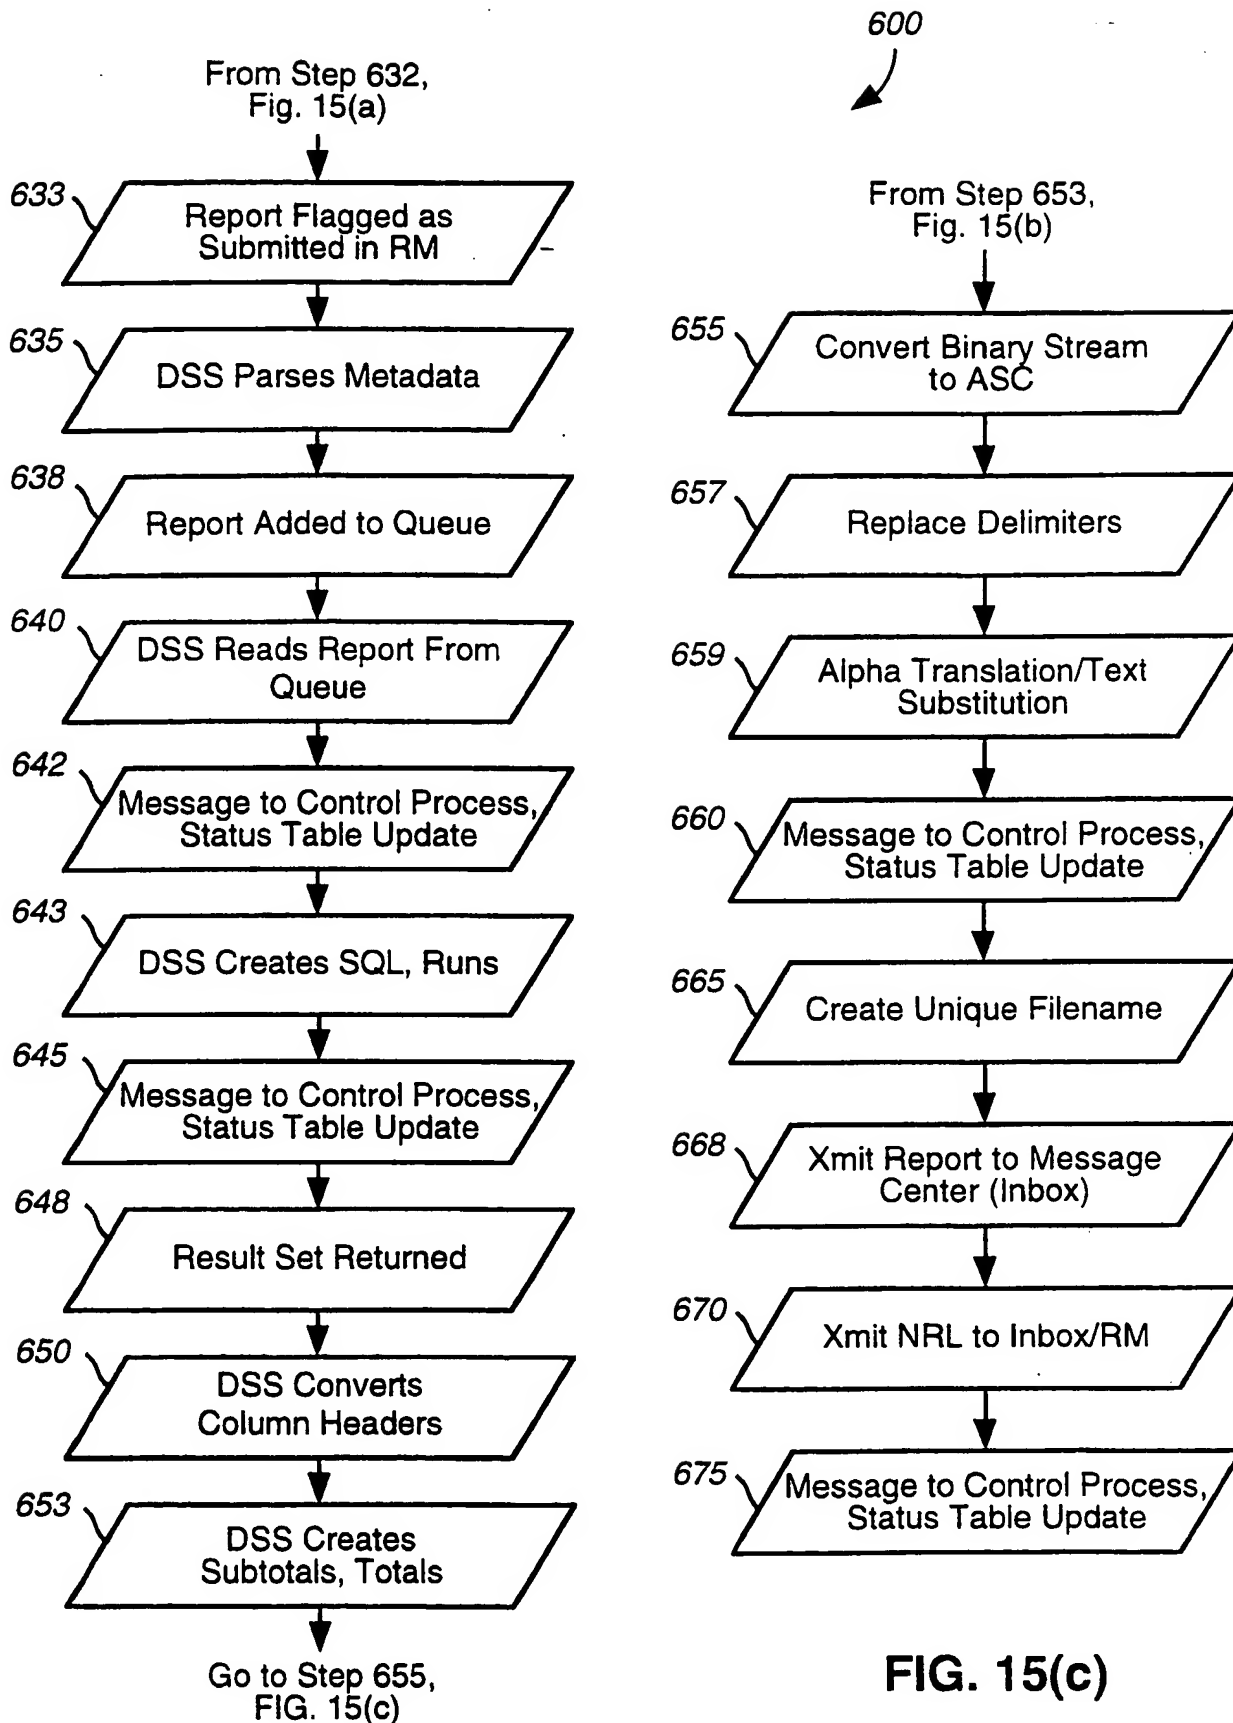 600
From Step 632,
Fig. 15(a)
633
Report Flagged as
Submitted in RM
635
DSS Parses Metadata
638
Report Added to Queue
640
DSS Reads Report From
Queue
642
Message to Control Process,
Status Table Update
643
DSS Creates SQL, Runs
645
Message to Control Process,
Status Table Update
648
Result Set Returned
650
DSS Converts
Column Headers
653
DSS Creates
Subtotals, Totals
Go to Step 655,
FIG. 15(c)
From Step 653,
Fig. 15(b)
655
Convert Binary Stream
to ASC
657
Replace Delimiters
659
Alpha Translation/Text
Substitution
660
Message to Control Process,
Status Table Update
665
Create Unique Filename
668
Xmit Report to Message
Center (Inbox)
670
Xmit NRL to Inbox/RM
675
Message to Control Process,
Status Table Update
FIG. 15(c)